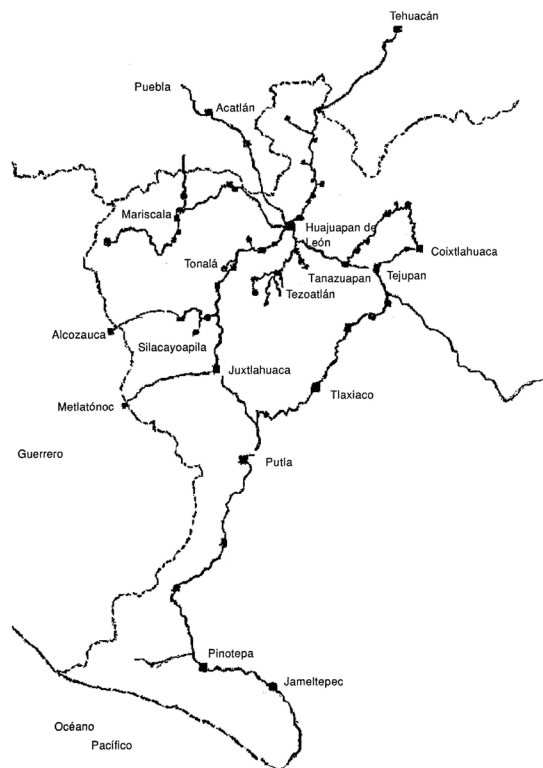 Tehuacán
Puebla
Acatlán
Mariscala
Huajuapan de
León
Coixtlahuaca
Tonalá
Tanazuapan
Tejupan
Tezoatlán
Alcozauca
Silacayoapila
Juxtlahuaca
Tlaxiaco
Metlatónoc
Guerrero
Putla
Pinotepa
Jameltepec
Océano
Pacífico